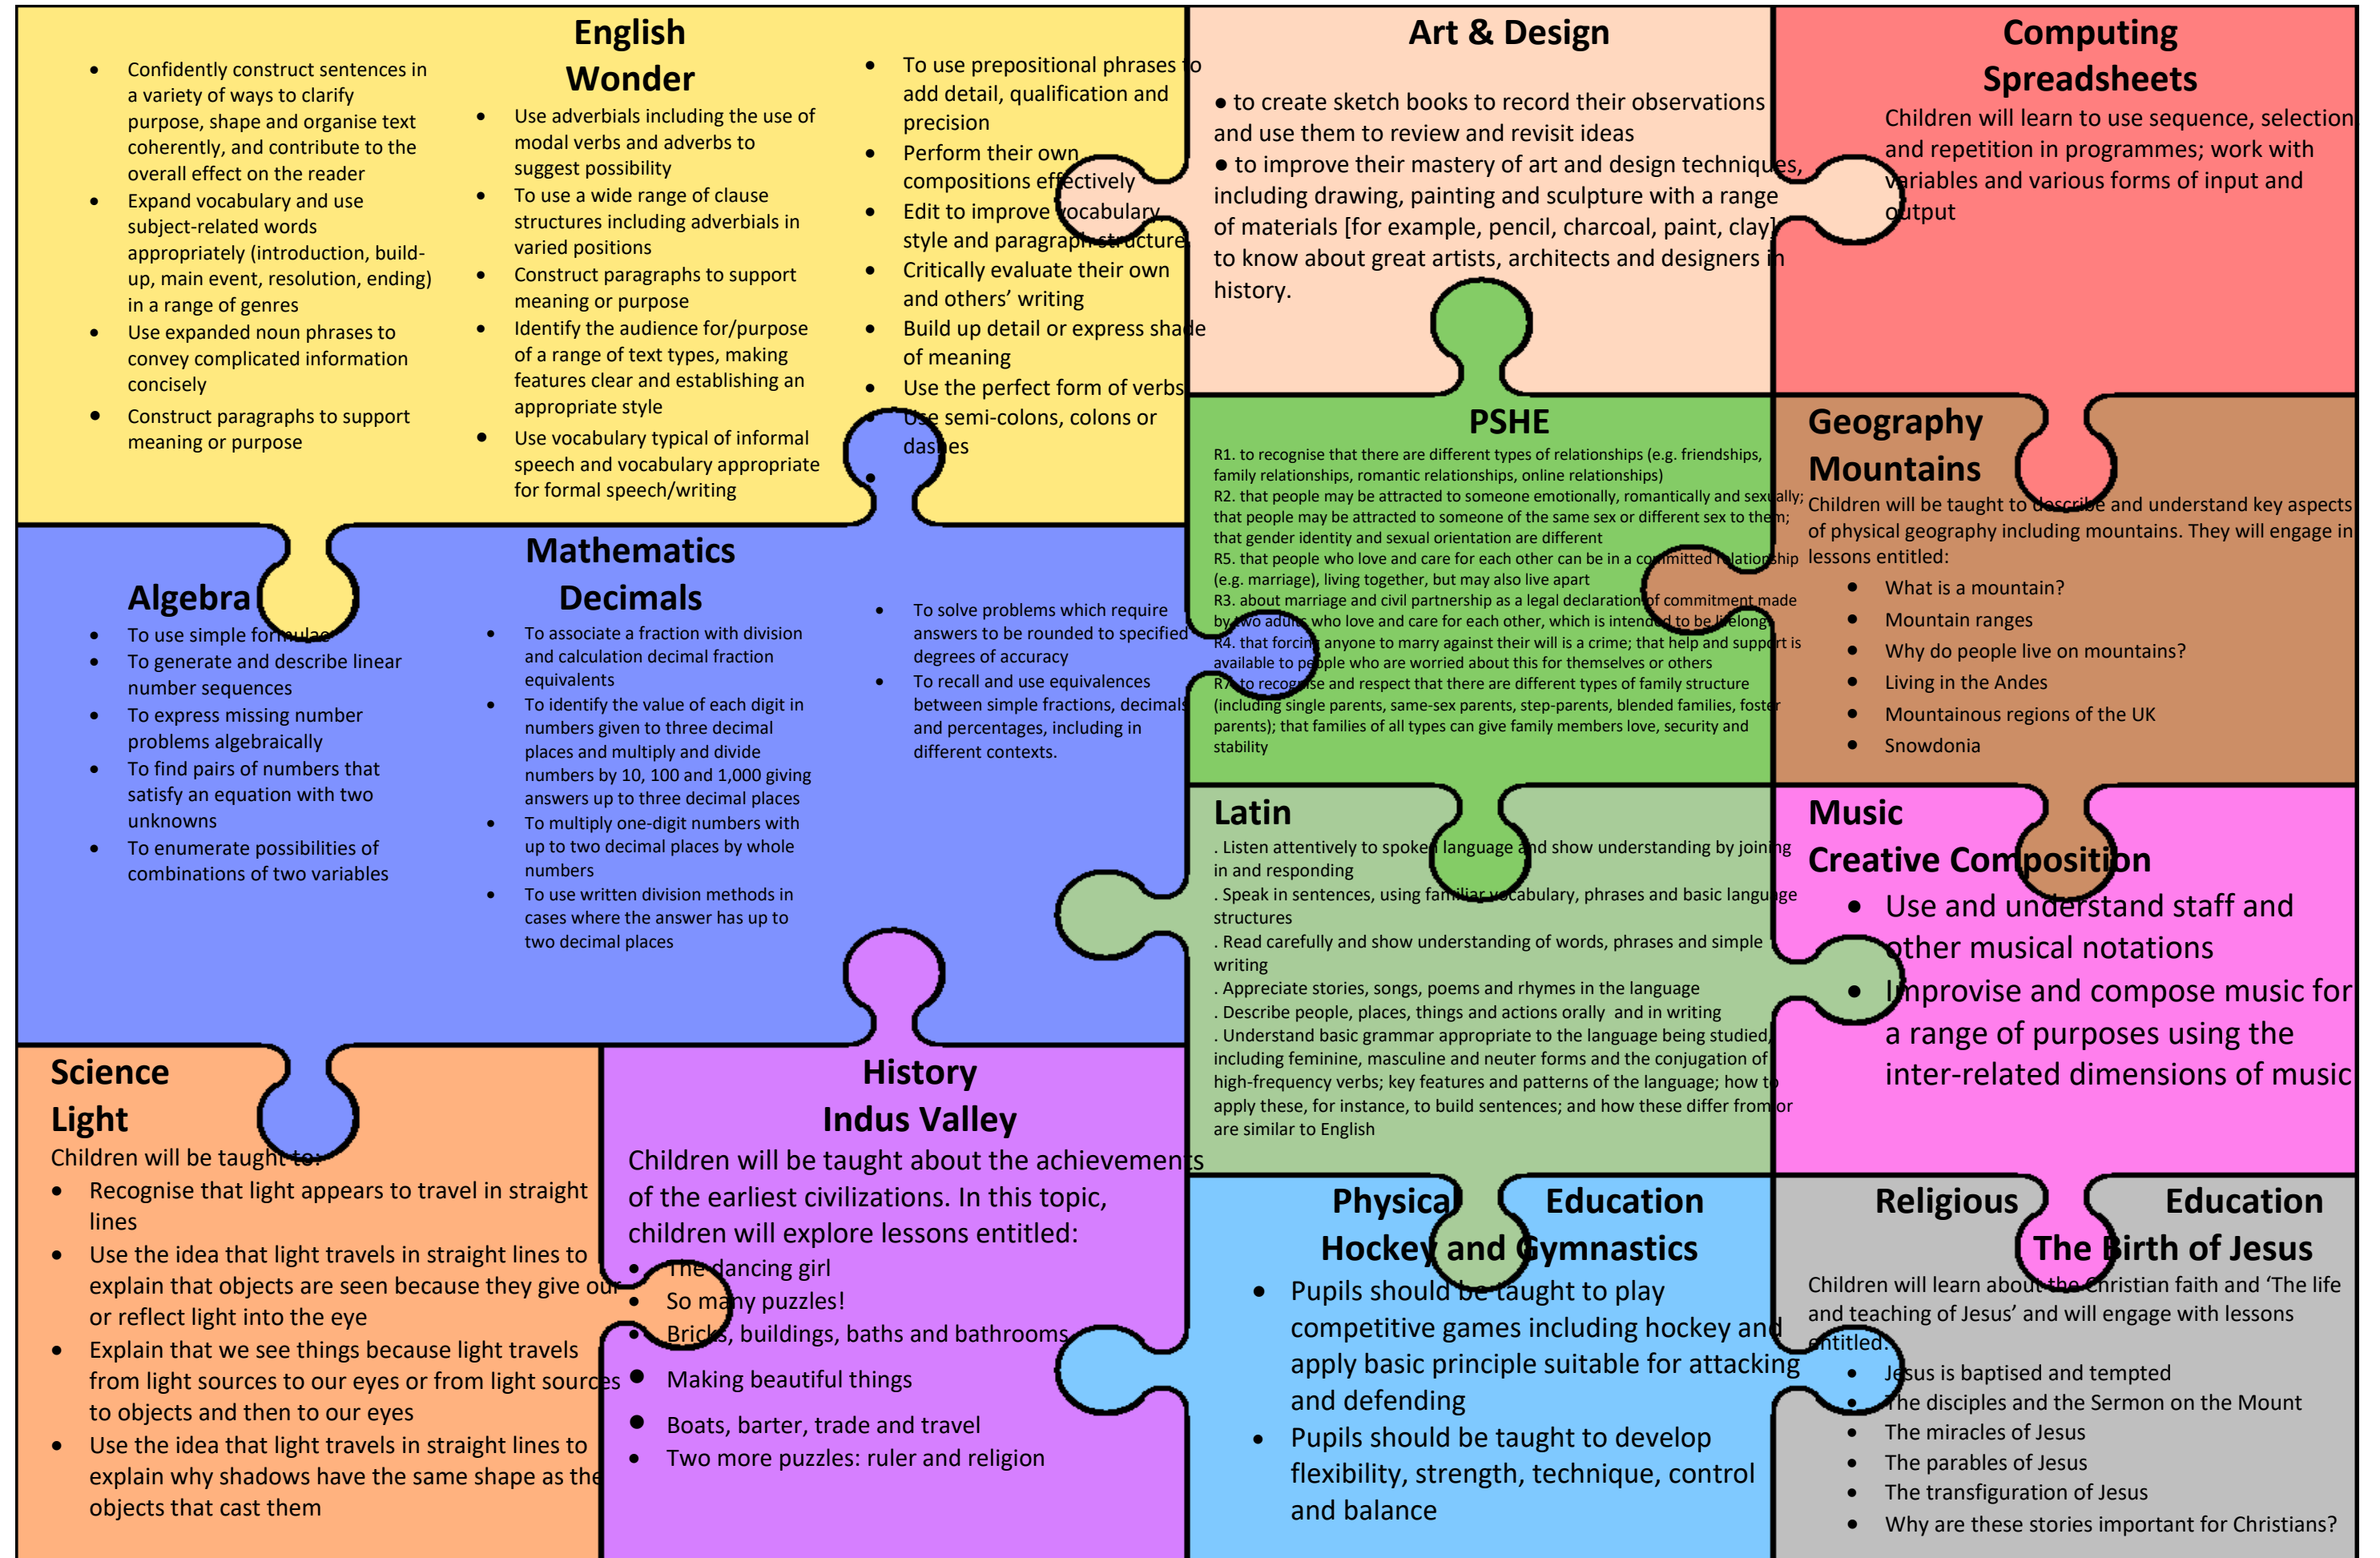 English
Wonder
• Confidently construct sentences in
a variety of ways to clarify
purpose, shape and organise text
coherently, and contribute to the
overall effect on the reader
• Expand vocabulary and use
subject-related words
appropriately (introduction, build-
up, main event, resolution, ending)
in a range of genres
• Use expanded noun phrases to
convey complicated information
concisely
• Construct paragraphs to support
meaning or purpose
• Use adverbials including the use of
modal verbs and adverbs to
suggest possibility
• To use a wide range of clause
structures including adverbials in
varied positions
• Construct paragraphs to support
meaning or purpose
• Identify the audience for/purpose
of a range of text types, making
features clear and establishing an
appropriate style
• Use vocabulary typical of informal
speech and vocabulary appropriate
for formal speech/writing
• To use prepositional phrases to
add detail, qualification and
precision
• Perform their own
compositions effectively
• Edit to improve vocabulary,
style and paragraph structure
• Critically evaluate their own
and others’ writing
• Build up detail or express shade
of meaning
• Use the perfect form of verbs
• Use semi-colons, colons or
dashes
•
Art & Design
• to create sketch books to record their observations
and use them to review and revisit ideas
• to improve their mastery of art and design techniques,
including drawing, painting and sculpture with a range
of materials [for example, pencil, charcoal, paint, clay]
to know about great artists, architects and designers in
history.
Computing
Spreadsheets
Children will learn to use sequence, selection
and repetition in programmes; work with
variables and various forms of input and
output
Mathematics
Algebra
• To use simple formulae
• To generate and describe linear
number sequences
• To express missing number
problems algebraically
• To find pairs of numbers that
satisfy an equation with two
unknowns
• To enumerate possibilities of
combinations of two variables
Decimals
• To associate a fraction with division
and calculation decimal fraction
equivalents
• To identify the value of each digit in
numbers given to three decimal
places and multiply and divide
numbers by 10, 100 and 1,000 giving
answers up to three decimal places
• To multiply one-digit numbers with
up to two decimal places by whole
numbers
• To use written division methods in
cases where the answer has up to
two decimal places
• To solve problems which require
answers to be rounded to specified
degrees of accuracy
• To recall and use equivalences
between simple fractions, decimals
and percentages, including in
different contexts.
PSHE
R1. to recognise that there are different types of relationships (e.g. friendships,
family relationships, romantic relationships, online relationships)
R2. that people may be attracted to someone emotionally, romantically and sexually;
that people may be attracted to someone of the same sex or different sex to them;
that gender identity and sexual orientation are different
R5. that people who love and care for each other can be in a committed relationship
(e.g. marriage), living together, but may also live apart
R3. about marriage and civil partnership as a legal declaration of commitment made
by two adults who love and care for each other, which is intended to be lifelong
R4. that forcing anyone to marry against their will is a crime; that help and support is
available to people who are worried about this for themselves or others
R7. to recognise and respect that there are different types of family structure
(including single parents, same-sex parents, step-parents, blended families, foster
parents); that families of all types can give family members love, security and
stability
Geography
Mountains
Children will be taught to describe and understand key aspects
of physical geography including mountains. They will engage in
lessons entitled:
• What is a mountain?
• Mountain ranges
• Why do people live on mountains?
• Living in the Andes
• Mountainous regions of the UK
• Snowdonia
Latin
. Listen attentively to spoken language and show understanding by joining
in and responding
. Speak in sentences, using familiar vocabulary, phrases and basic language
structures
. Read carefully and show understanding of words, phrases and simple
writing
. Appreciate stories, songs, poems and rhymes in the language
. Describe people, places, things and actions orally and in writing
. Understand basic grammar appropriate to the language being studied,
including feminine, masculine and neuter forms and the conjugation of
high-frequency verbs; key features and patterns of the language; how to
apply these, for instance, to build sentences; and how these differ from or
are similar to English
Music
Creative Composition
• Use and understand staff and
other musical notations
• Improvise and compose music for
a range of purposes using the
inter-related dimensions of music
Science
Light
Children will be taught to:
• Recognise that light appears to travel in straight
lines
• Use the idea that light travels in straight lines to
explain that objects are seen because they give our
or reflect light into the eye
• Explain that we see things because light travels
from light sources to our eyes or from light sources
to objects and then to our eyes
• Use the idea that light travels in straight lines to
explain why shadows have the same shape as the
objects that cast them
History
Indus Valley
Children will be taught about the achievements
of the earliest civilizations. In this topic,
children will explore lessons entitled:
• The dancing girl
• So many puzzles!
• Bricks, buildings, baths and bathrooms
• Making beautiful things
• Boats, barter, trade and travel
• Two more puzzles: ruler and religion
Physical Education
Hockey and Gymnastics
• Pupils should be taught to play
competitive games including hockey and
apply basic principle suitable for attacking
and defending
• Pupils should be taught to develop
flexibility, strength, technique, control
and balance
Religious Education
The Birth of Jesus
Children will learn about the Christian faith and ‘The life
and teaching of Jesus’ and will engage with lessons
entitled:
• Jesus is baptised and tempted
• The disciples and the Sermon on the Mount
• The miracles of Jesus
• The parables of Jesus
• The transfiguration of Jesus
• Why are these stories important for Christians?